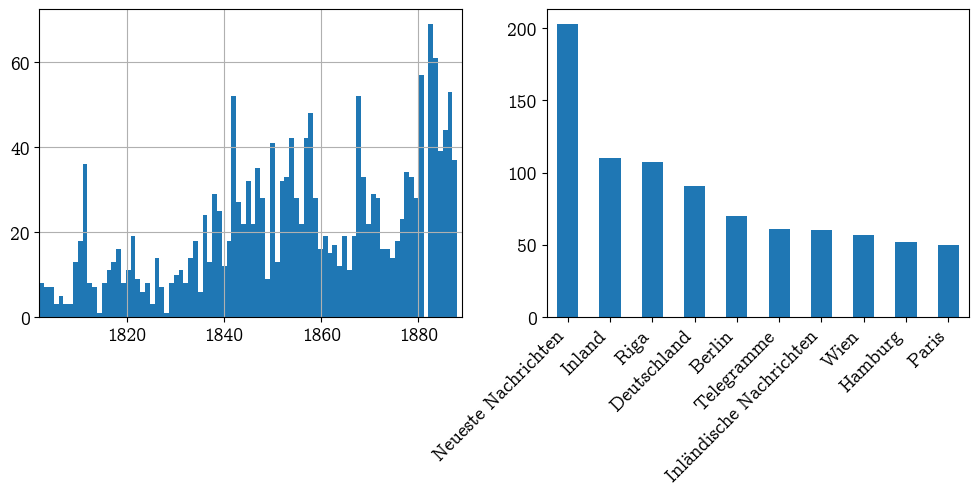 60
40
20
0
1820 1840 1860 1880
200
150
100
50
0
Neueste Nachrichten
Inland
Riga
Deutschland
Berlin
Telegramme
Inländische Nachrichten
Wien
Hamburg
Paris